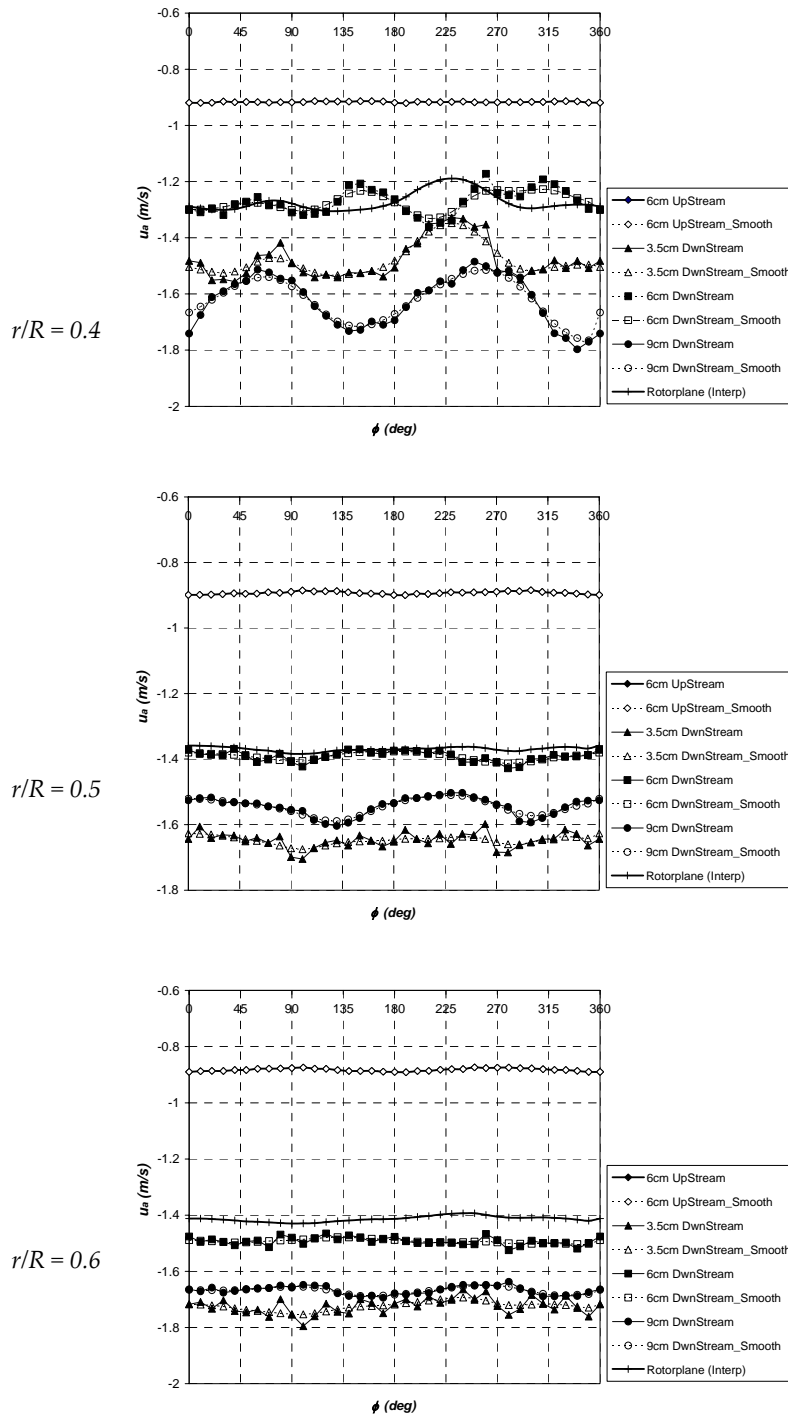 -0.6
0 45 90 135 180 225 270 315 360
-0.8
-1
-1.2
-1.4
-1.6
-1.8
-2
ua (m/s)
ϕ (deg)
r/R = 0.4
6cm UpStream
6cm UpStream_Smooth
3.5cm DwnStream
3.5cm DwnStream_Smooth
6cm DwnStream
6cm DwnStream_Smooth
9cm DwnStream
9cm DwnStream_Smooth
Rotorplane (Interp)
-0.6
0 45 90 135 180 225 270 315 360
-0.8
-1
-1.2
-1.4
-1.6
-1.8
ua (m/s)
ϕ (deg)
r/R = 0.5
6cm UpStream
6cm UpStream_Smooth
3.5cm DwnStream
3.5cm DwnStream_Smooth
6cm DwnStream
6cm DwnStream_Smooth
9cm DwnStream
9cm DwnStream_Smooth
Rotorplane (Interp)
-0.6
0 45 90 135 180 225 270 315 360
-0.8
-1
-1.2
-1.4
-1.6
-1.8
-2
ua (m/s)
ϕ (deg)
r/R = 0.6
6cm UpStream
6cm UpStream_Smooth
3.5cm DwnStream
3.5cm DwnStream_Smooth
6cm DwnStream
6cm DwnStream_Smooth
9cm DwnStream
9cm DwnStream_Smooth
Rotorplane (Interp)